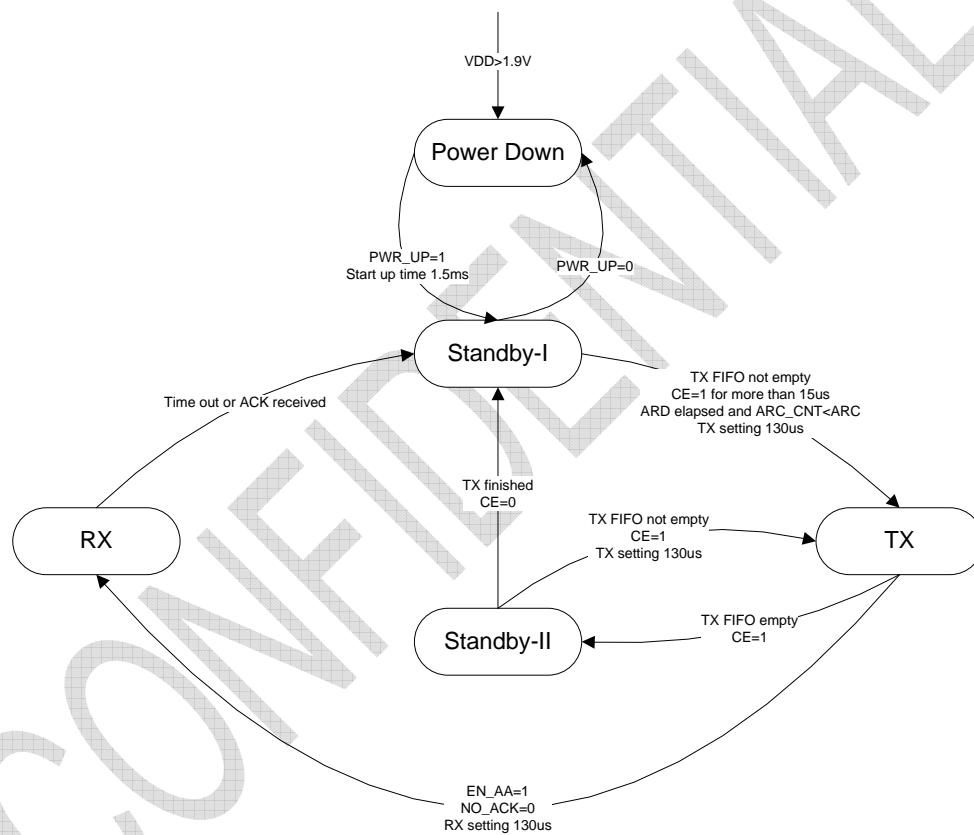 VDD>1.9V
Power Down
PWR_UP=1
Start up time 1.5ms
PWR_UP=0
Standby-I
TX FIFO not empty
CE=1 for more than 15us
ARD elapsed and ARC_CNT<ARC
TX setting 130us
Time out or ACK received
TX finished
CE=0
RX
TX FIFO not empty
CE=1
TX setting 130us
TX
Standby-II
TX FIFO empty
CE=1
EN_AA=1
NO_ACK=0
RX setting 130us
CONFIDENTIAL